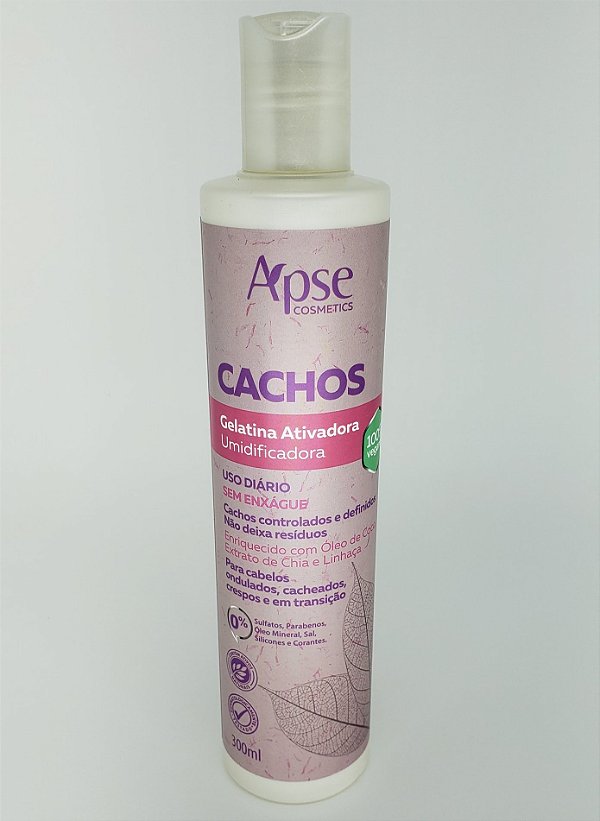 Apse
COSMETICS
CACHOS
Gelatina Ativadora
Umidificadora
100%
USO DIÁRIO
SEM ENXÁGUE
Cachos controlados e definidos
Não deixa resíduos
Enriquecido com Óleo de Coco
Extrato de Chia e Linhaça
Para cabelos
ondulados, cacheados,
crespos e em transição
0%
Sulfatos, Parabenos,
Óleo Mineral, Sal,
Silicones e Corantes.
300ml